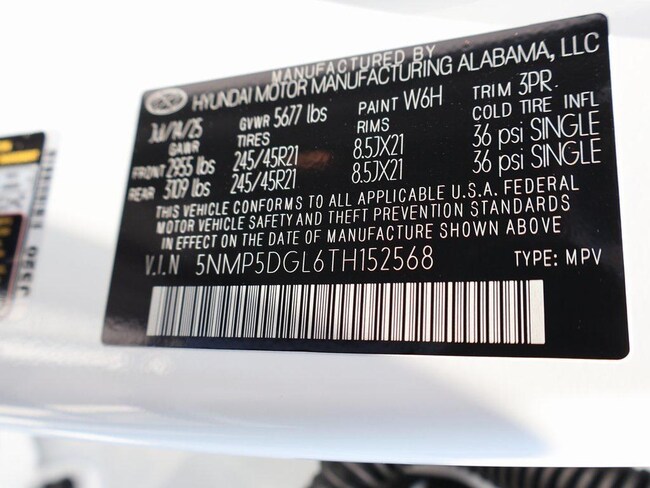 MANUFACTURED BY
HYUNDAI MOTOR MANUFACTURING ALABAMA, LLC
Jul/14/25 GVWR 5677 lbs PAINT W6H TRIM 3PR
GAWR TIRES RIMS COLD TIRE INFL
FRONT 2955 lbs 245/45R21 8.5JX21 36 psi SINGLE
REAR 3109 lbs 245/45R21 8.5JX21 36 psi SINGLE
THIS VEHICLE CONFORMS TO ALL APPLICABLE U.S.A. FEDERAL
MOTOR VEHICLE SAFETY AND THEFT PREVENTION STANDARDS
IN EFFECT ON THE DATE OF MANUFACTURE SHOWN ABOVE
V.I.N 5NMP5DGL6TH152568 TYPE: MPV